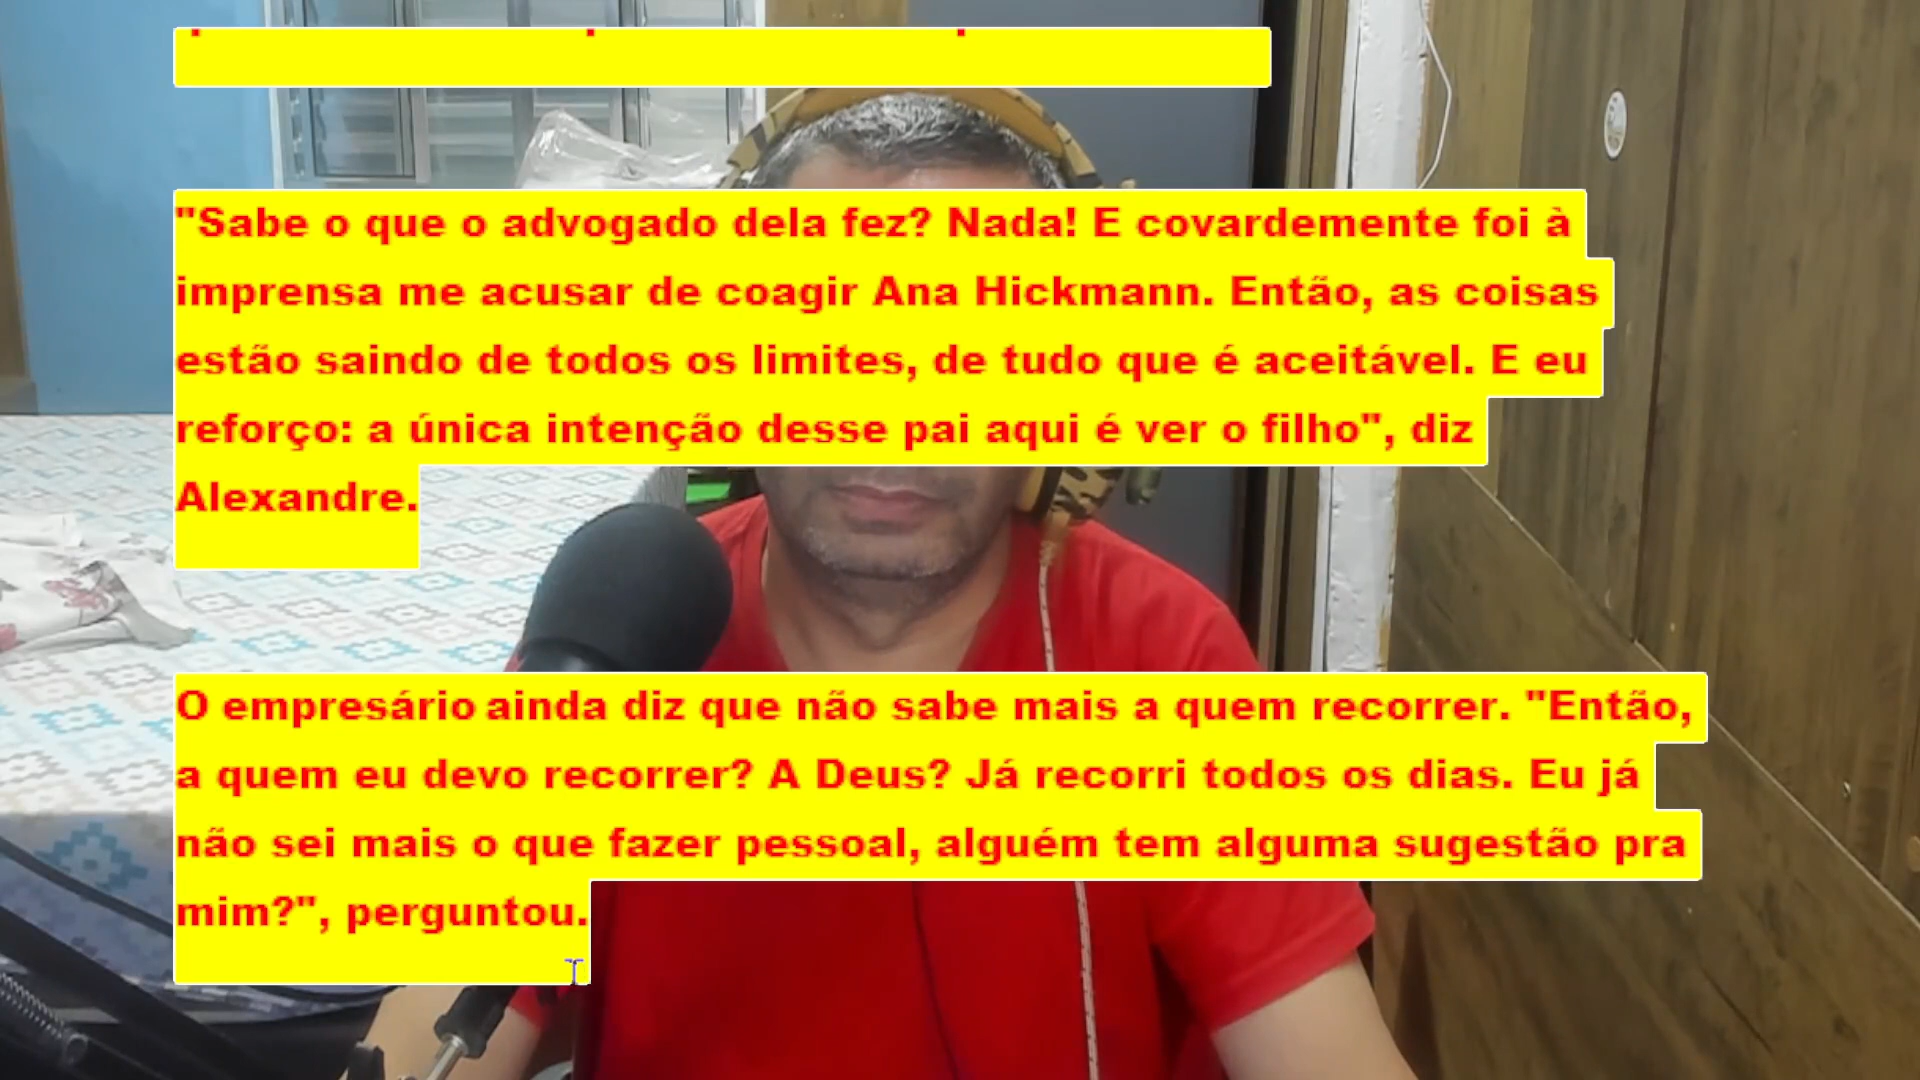 "Sabe o que o advogado dela fez? Nada! E covardemente foi à
imprensa me acusar de coagir Ana Hickmann. Então, as coisas
estão saindo de todos os limites, de tudo que é aceitável. E eu
reforço: a única intenção desse pai aqui é ver o filho", diz
Alexandre.
O empresário ainda diz que não sabe mais a quem recorrer. "Então,
a quem eu devo recorrer? A Deus? Já recorri todos os dias. Eu já
não sei mais o que fazer pessoal, alguém tem alguma sugestão pra
mim?", perguntou.